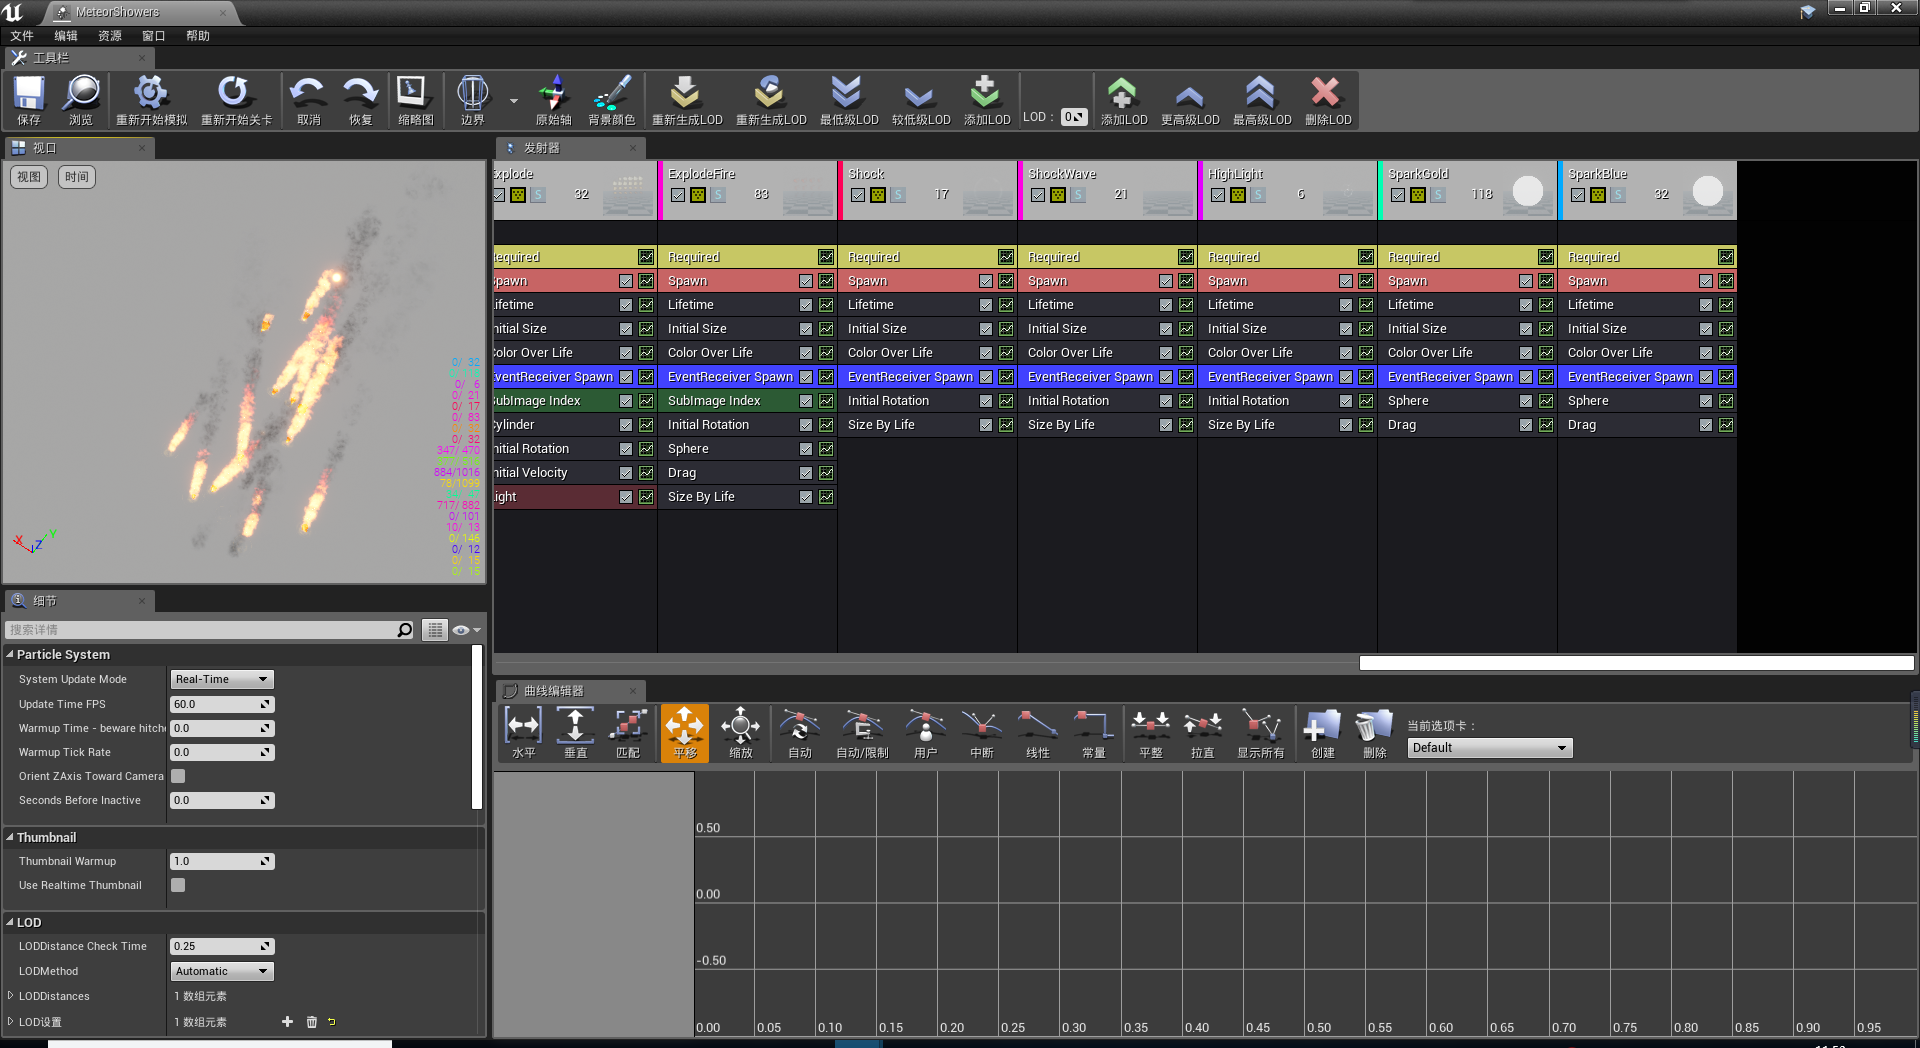 MeteorShowers
文件 编辑 资源 窗口 帮助
工具栏
保存 浏览 重新开始模拟 重新开始关卡 取消 恢复 缩略图 边界 原始轴 背景颜色 重新生成LOD 重新生成LOD 最低级LOD 较低级LOD 添加LOD LOD： 0 添加LOD 更高级LOD 最高级LOD 删除LOD
视口
视图 时间
0/ 32
0/ 6
0/ 21
0/ 17
0/ 83
0/ 32
347/ 470
884/1016
78/1099
717/ 882
0/ 101
10/ 13
0/ 146
0/ 12
0/ 15
0/ 15
X Z Y
发射器
xplode ExplodeFire Shock ShockWave HighLight SparkGold SparkBlue
S 32 S 83 S 17 S 21 S 6 S 118 S 32
equired Required Required Required Required Required Required
pawn Spawn Spawn Spawn Spawn Spawn Spawn
ifetime Lifetime Lifetime Lifetime Lifetime Lifetime Lifetime
nitial Size Initial Size Initial Size Initial Size Initial Size Initial Size Initial Size
olor Over Life Color Over Life Color Over Life Color Over Life Color Over Life Color Over Life Color Over Life
EventReceiver Spawn EventReceiver Spawn EventReceiver Spawn EventReceiver Spawn EventReceiver Spawn EventReceiver Spawn EventReceiver Spawn
SubImage Index SubImage Index Initial Rotation Initial Rotation Initial Rotation Sphere Sphere
ylinder Initial Rotation Size By Life Size By Life Size By Life Drag Drag
nitial Rotation Sphere
nitial Velocity Drag
ight Size By Life
细节
搜索详情
Particle System
System Update Mode Real-Time
Update Time FPS 60.0
Warmup Time - beware hitche 0.0
Warmup Tick Rate 0.0
Orient ZAxis Toward Camera
Seconds Before Inactive 0.0
Thumbnail
Thumbnail Warmup 1.0
Use Realtime Thumbnail
LOD
LODDistance Check Time 0.25
LODMethod Automatic
LODDistances 1 数组元素
LOD设置 1 数组元素
曲线编辑器
水平 垂直 匹配 平移 缩放 自动 自动/限制 用户 中断 线性 常量 平整 拉直 显示所有 创建 删除
当前选项卡：
Default
0.50
0.00
-0.50
0.00 0.05 0.10 0.15 0.20 0.25 0.30 0.35 0.40 0.45 0.50 0.55 0.60 0.65 0.70 0.75 0.80 0.85 0.90 0.95